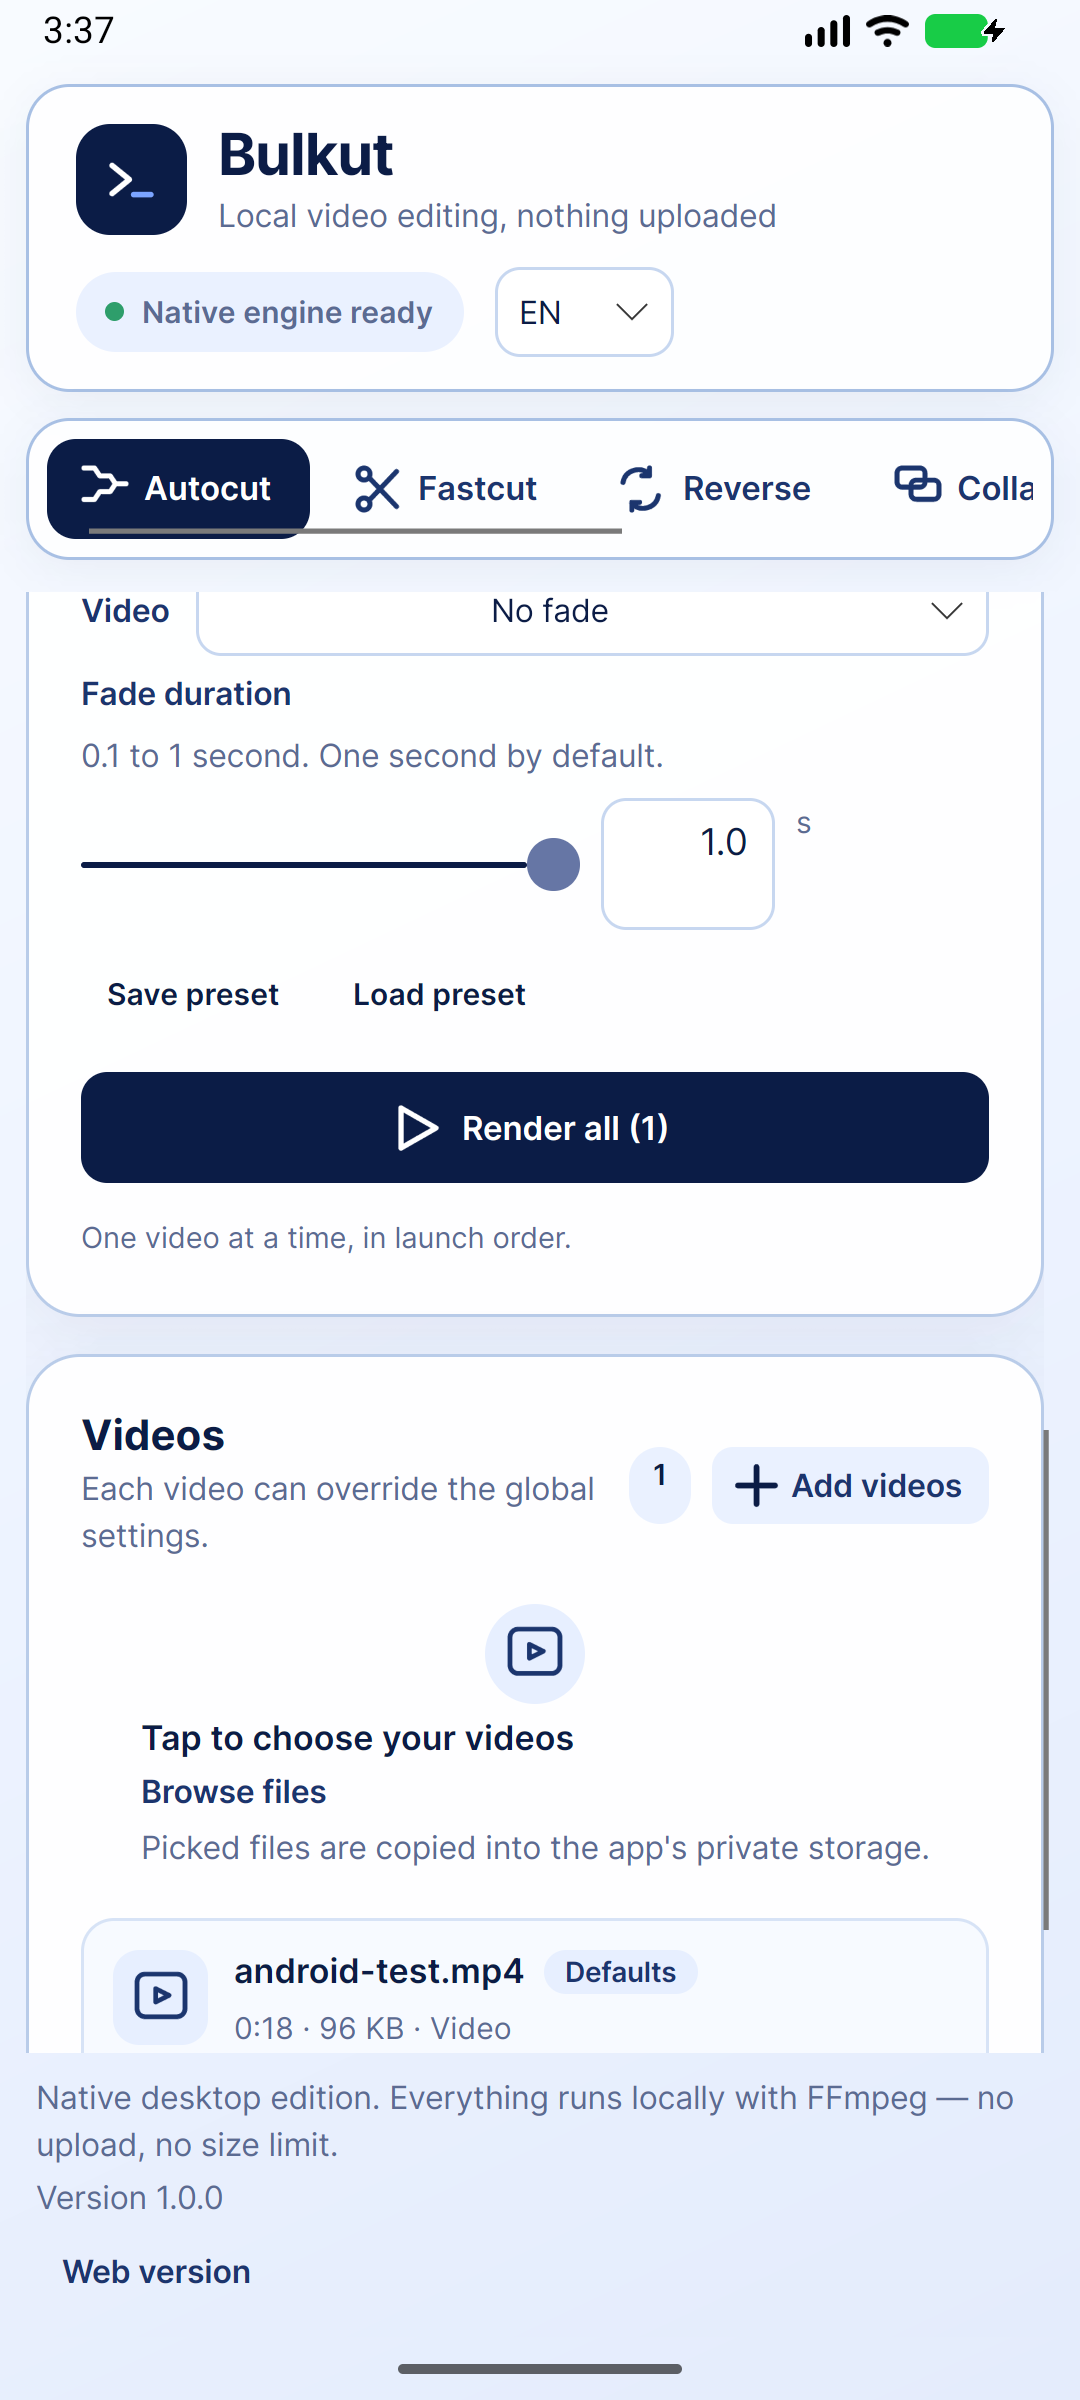 3:37
Bulkut
Local video editing, nothing uploaded
Native engine ready
EN
Autocut
Fastcut
Reverse
Colla
Video
No fade
Fade duration
0.1 to 1 second. One second by default.
1.0
s
Save preset
Load preset
Render all (1)
One video at a time, in launch order.
Videos
Each video can override the global
settings.
1
Add videos
Tap to choose your videos
Browse files
Picked files are copied into the app's private storage.
android-test.mp4
Defaults
0:18 · 96 KB · Video
Native desktop edition. Everything runs locally with FFmpeg — no
upload, no size limit.
Version 1.0.0
Web version